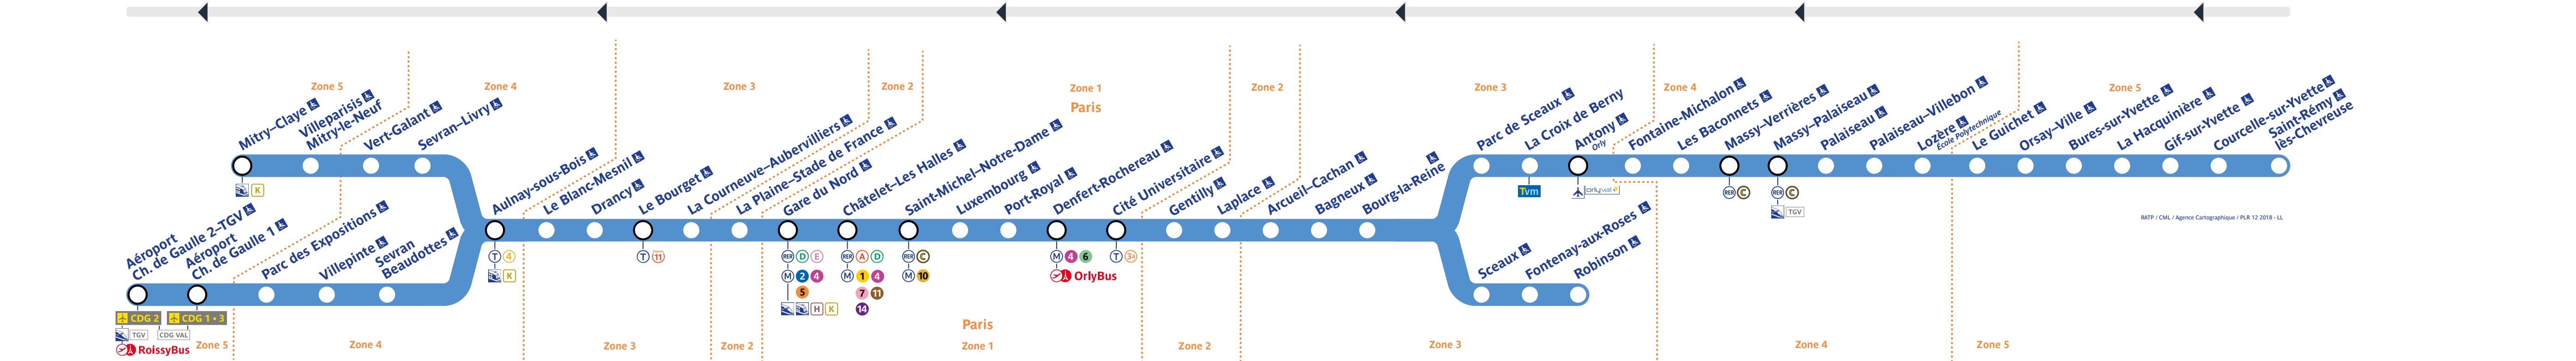 Zone 5
Zone 4
Zone 3
Zone 2
Zone 1
Paris
Zone 2
Zone 3
Zone 4
Zone 5
Mitry–Claye
Villeparisis
Mitry-le-Neuf
Vert-Galant
Sevran–Livry
K
Aéroport
Ch. de Gaulle 2–TGV
Aéroport
Ch. de Gaulle 1
Parc des Expositions
Villepinte
Sevran
Beaudottes
CDG 2
CDG 1 • 3
TGV
CDG VAL
RoissyBus
Aulnay-sous-Bois
T 4
K
Le Blanc-Mesnil
Drancy
Le Bourget
T 11
La Courneuve–Aubervilliers
La Plaine–Stade de France
Gare du Nord
RER D E
M 2 4
5
H K
Châtelet–Les Halles
RER A D
M 1 4
7 11
14
Saint-Michel–Notre-Dame
RER C
M 10
Luxembourg
Port-Royal
Denfert-Rochereau
M 4 6
OrlyBus
Cité Universitaire
T 3a
Gentilly
Laplace
Arcueil–Cachan
Bagneux
Bourg-la-Reine
Parc de Sceaux
La Croix de Berny
Tvm
Antony
Orly
orlyval
Fontaine-Michalon
Les Baconnets
Massy–Verrières
RER C
Massy–Palaiseau
RER C
TGV
Palaiseau
Palaiseau–Villebon
Lozère
École Polytechnique
Le Guichet
Orsay–Ville
Bures-sur-Yvette
La Hacquinière
Gif-sur-Yvette
Courcelle-sur-Yvette
Saint-Rémy
lès-Chevreuse
Sceaux
Fontenay-aux-Roses
Robinson
RATP / CML / Agence Cartographique / PLR 12 2018 - LL
Zone 5
Zone 4
Zone 3
Zone 2
Paris
Zone 1
Zone 2
Zone 3
Zone 4
Zone 5